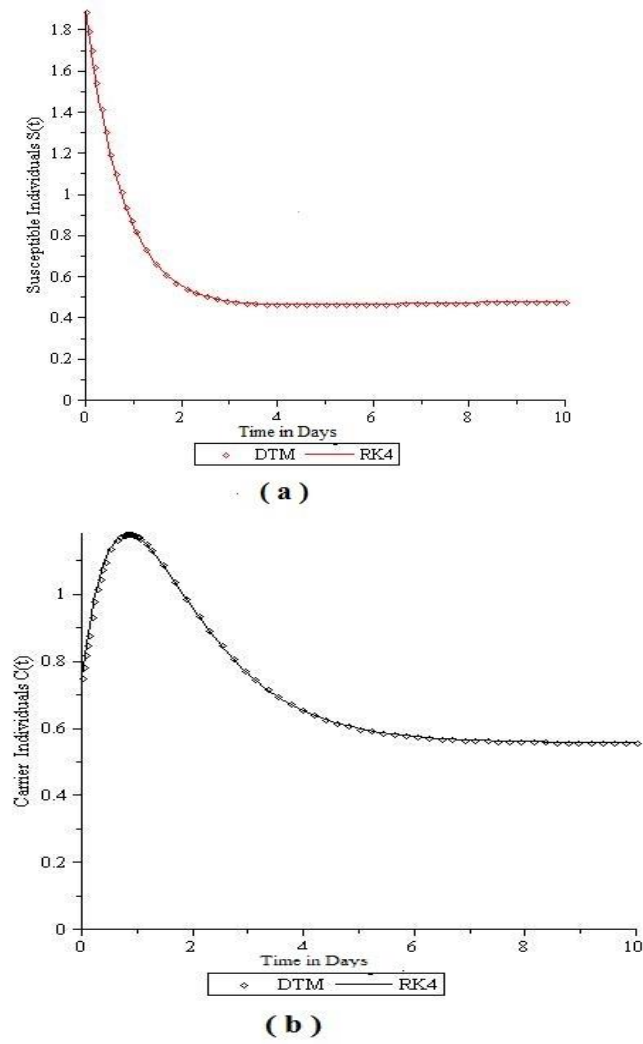 1.8
1.6
1.4
1.2
1
0.8
0.6
0.4
0.2
0
Susceptible Individuals S(t)
0 2 4 6 8 10
Time in Days
DTM RK4
( a )
1
0.8
0.6
0.4
0.2
0
Carrier Individuals C(t)
0 2 4 6 8 10
Time in Days
DTM RK4
( b )